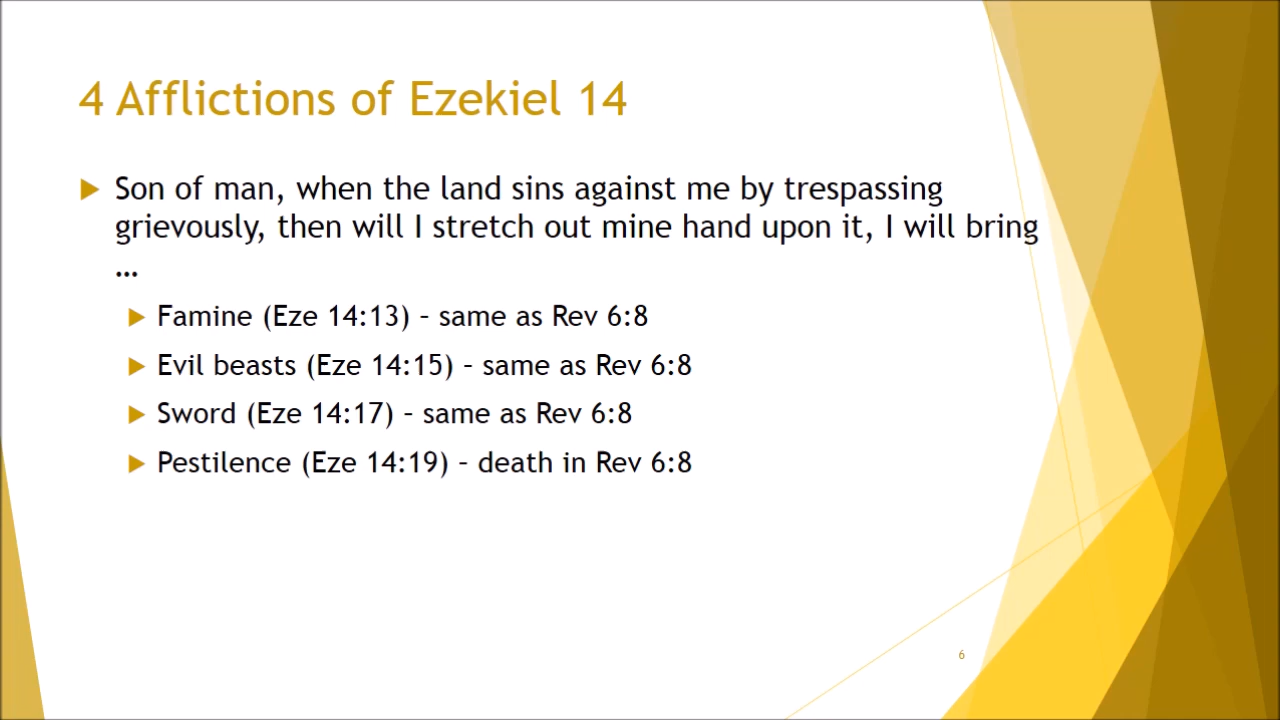 4 Afflictions of Ezekiel 14
Son of man, when the land sins against me by trespassing
grievously, then will I stretch out mine hand upon it, I will bring
…
Famine (Eze 14:13) – same as Rev 6:8
Evil beasts (Eze 14:15) – same as Rev 6:8
Sword (Eze 14:17) – same as Rev 6:8
Pestilence (Eze 14:19) – death in Rev 6:8
6